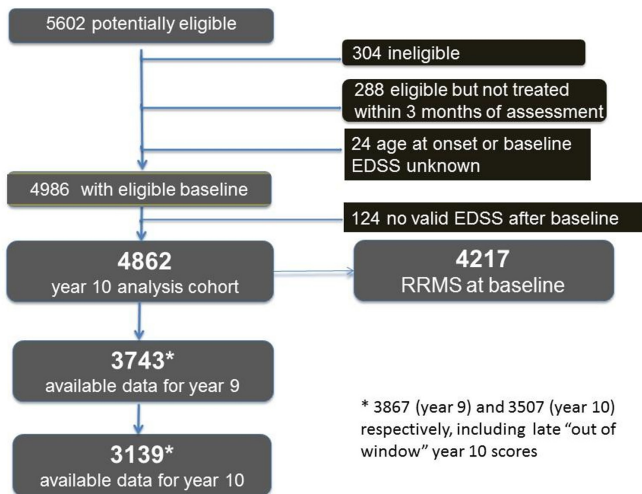 5602 potentially eligible
304 ineligible
288 eligible but not treated
within 3 months of assessment
24 age at onset or baseline
EDSS unknown
4986 with eligible baseline
124 no valid EDSS after baseline
4862
year 10 analysis cohort
4217
RRMS at baseline
3743*
available data for year 9
3139*
available data for year 10
* 3867 (year 9) and 3507 (year 10)
respectively, including late “out of
window” year 10 scores